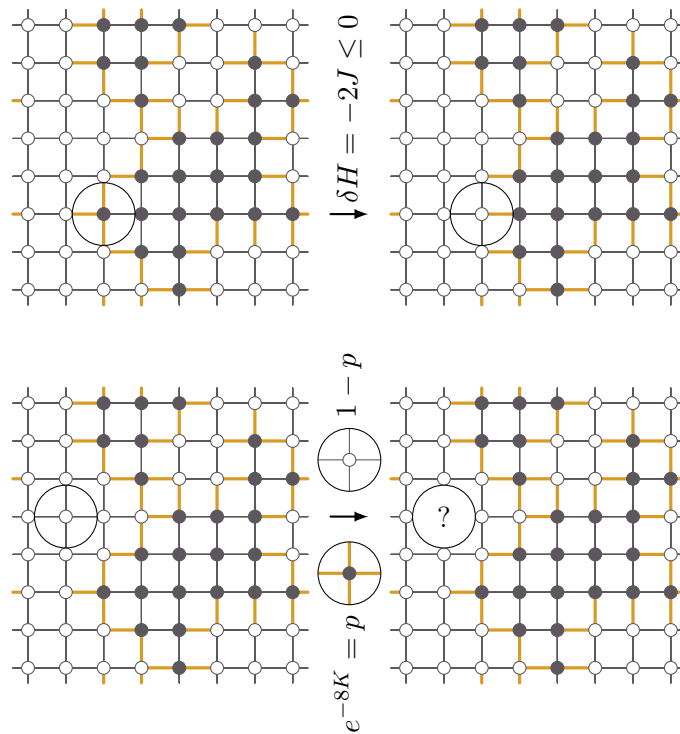 δH = −2J ≤ 0
e^{−8K} = p
1 − p
?